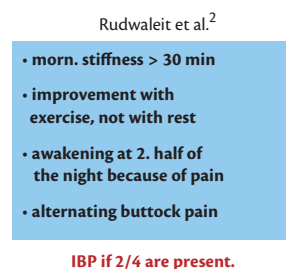 Rudwaleit et al.2
• morn. stiffness > 30 min
• improvement with
exercise, not with rest
• awakening at 2. half of
the night because of pain
• alternating buttock pain
IBP if 2/4 are present.